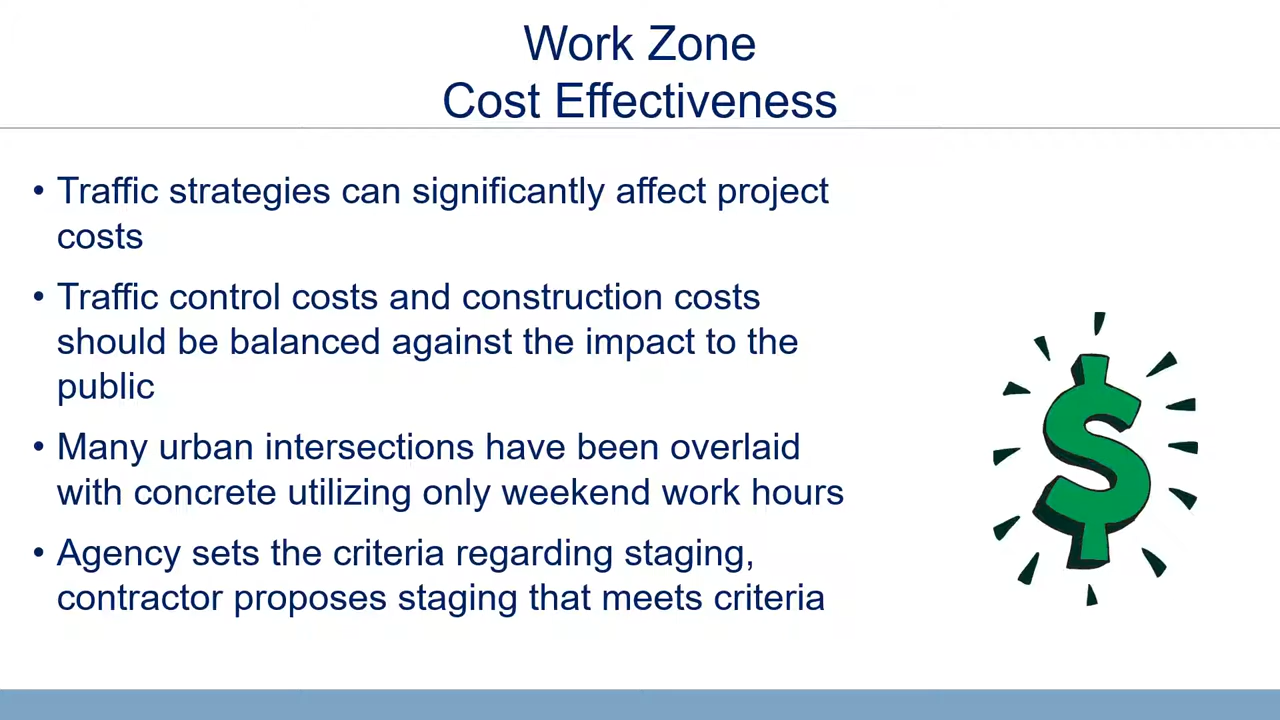 Work Zone
Cost Effectiveness
• Traffic strategies can significantly affect project
costs
• Traffic control costs and construction costs
should be balanced against the impact to the
public
• Many urban intersections have been overlaid
with concrete utilizing only weekend work hours
• Agency sets the criteria regarding staging,
contractor proposes staging that meets criteria
$